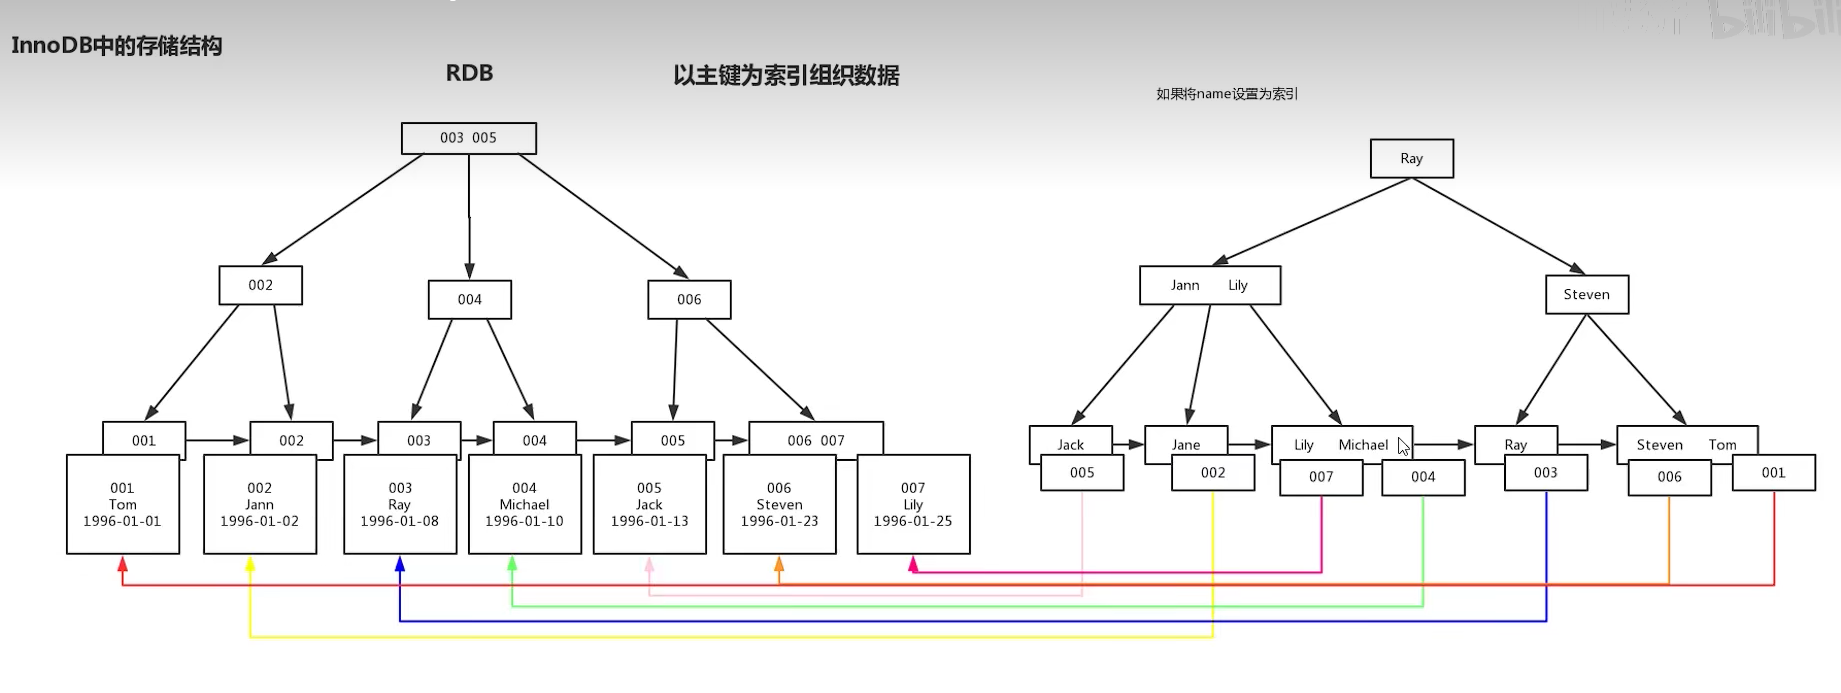 InnoDB中的存储结构
RDB
以主键为索引组织数据
如果将name设置为索引
bilibili
003 005
002
004
006
001
002
003
004
005
006 007
001
Tom
1996-01-01
002
Jann
1996-01-02
003
Ray
1996-01-08
004
Michael
1996-01-10
005
Jack
1996-01-13
006
Steven
1996-01-23
007
Lily
1996-01-25
Ray
Jann Lily
Steven
Jack
Jane
Lily Michael
Ray
Steven Tom
005
002
007
004
003
006
001